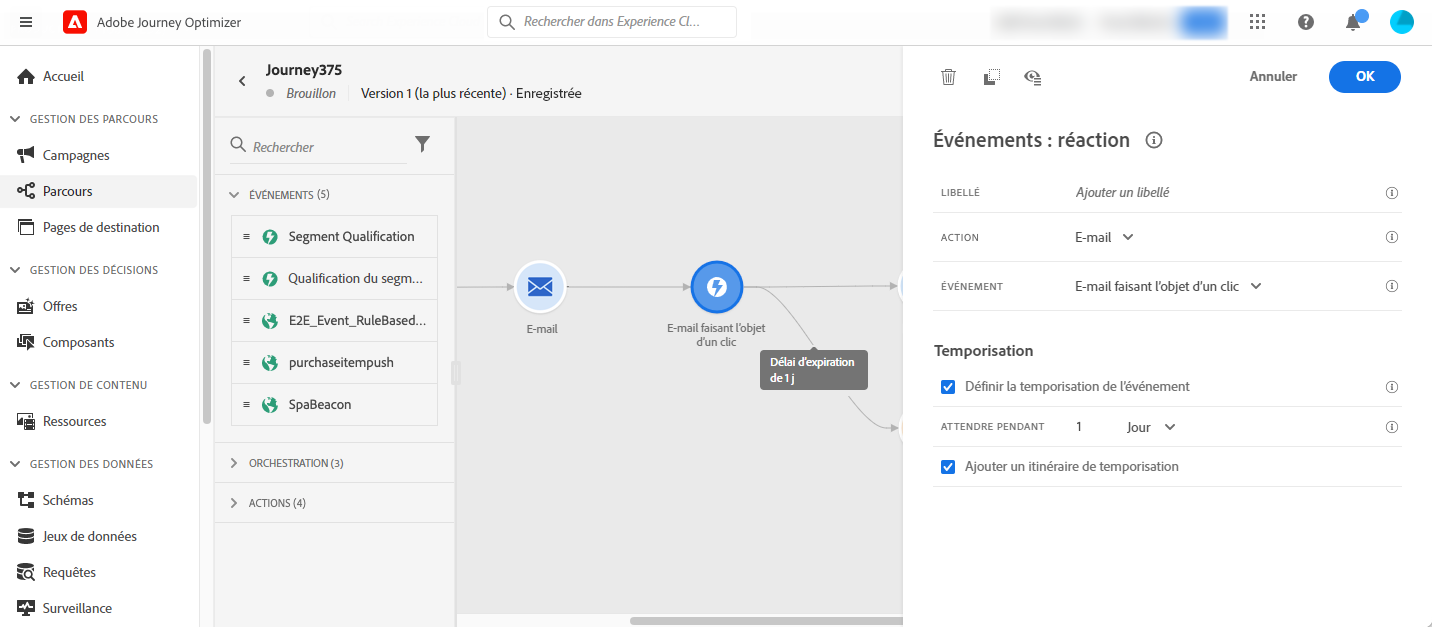 Adobe Journey Optimizer
Rechercher dans Experience Cl...
Accueil
GESTION DES PARCOURS
Campagnes
Parcours
Pages de destination
GESTION DES DÉCISIONS
Offres
Composants
GESTION DE CONTENU
Ressources
GESTION DES DONNÉES
Schémas
Jeux de données
Requêtes
Surveillance
Journey375
Brouillon
Version 1 (la plus récente) · Enregistrée
Rechercher
ÉVÉNEMENTS (5)
Segment Qualification
Qualification du segm...
E2E_Event_RuleBased...
purchaseitempush
SpaBeacon
ORCHESTRATION (3)
ACTIONS (4)
E-mail
E-mail faisant l’objet
d’un clic
Délai d’expiration
de 1 j
Annuler
OK
Événements : réaction
LIBELLÉ
Ajouter un libellé
ACTION
E-mail
ÉVÉNEMENT
E-mail faisant l’objet d’un clic
Temporisation
Définir la temporisation de l’événement
ATTENDRE PENDANT
1
Jour
Ajouter un itinéraire de temporisation